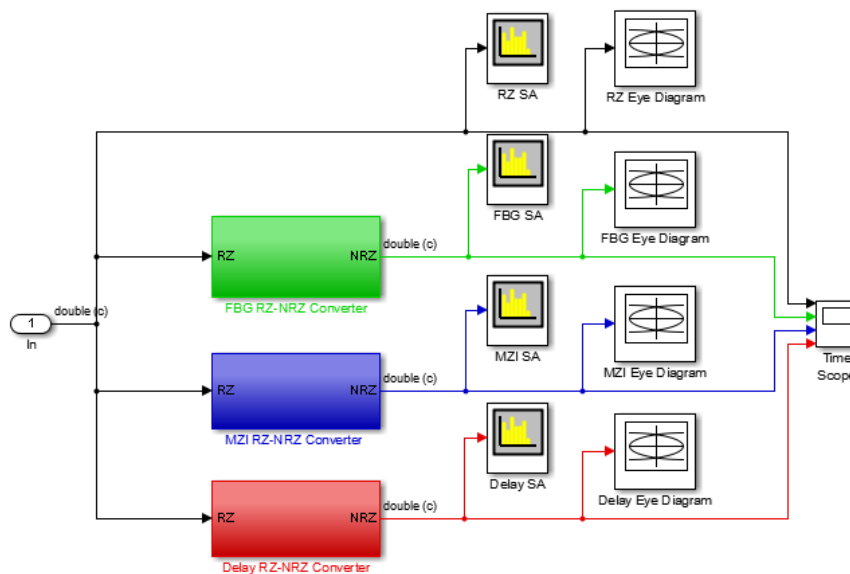 RZ SA
RZ Eye Diagram
FBG SA
FBG Eye Diagram
RZ
NRZ
double (c)
FBG RZ-NRZ Converter
double (c)
1
In
MZI SA
MZI Eye Diagram
RZ
NRZ
double (c)
MZI RZ-NRZ Converter
Time
Scope
Delay SA
Delay Eye Diagram
RZ
NRZ
double (c)
Delay RZ-NRZ Converter